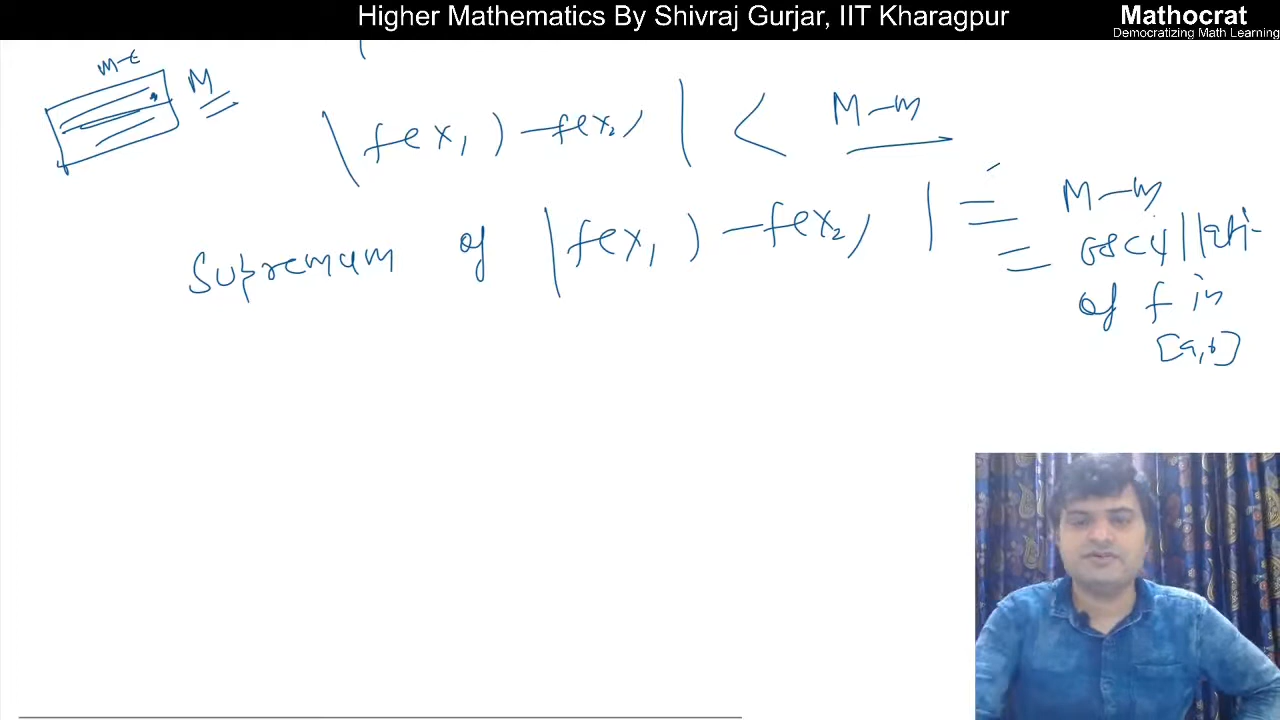 Higher Mathematics By Shivraj Gurjar, IIT Kharagpur
Mathocrat
Democratizing Math Learning
m-ε
M
|f(x₁) - f(x₂)| < M-m
Supremum of |f(x₁) - f(x₂)| = M-m
= oscillati-
of f in
[a,b]